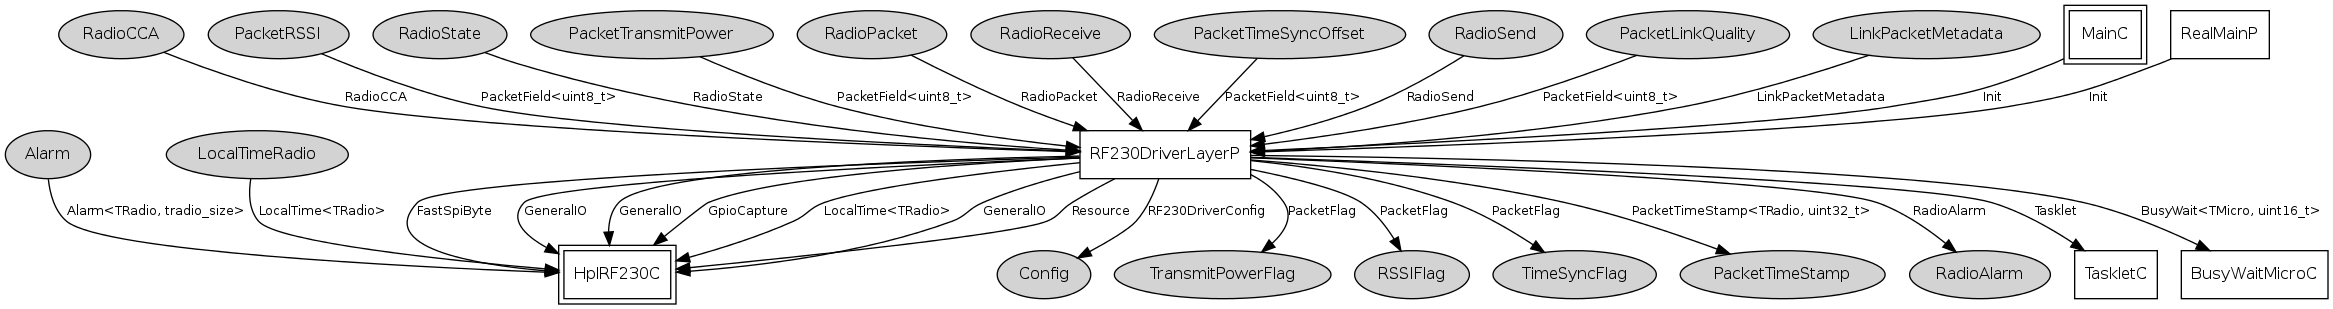 RadioCCA
PacketRSSI
RadioState
PacketTransmitPower
RadioPacket
RadioReceive
PacketTimeSyncOffset
RadioSend
PacketLinkQuality
LinkPacketMetadata
MainC
RealMainP
RadioCCA
PacketField<uint8_t>
RadioState
PacketField<uint8_t>
RadioPacket
RadioReceive
PacketField<uint8_t>
RadioSend
PacketField<uint8_t>
LinkPacketMetadata
Init
Init
Alarm
LocalTimeRadio
RF230DriverLayerP
Alarm<TRadio, tradio_size>
LocalTime<TRadio>
FastSpiByte
GeneralIO
GeneralIO
GpioCapture
LocalTime<TRadio>
GeneralIO
Resource
RF230DriverConfig
PacketFlag
PacketFlag
PacketFlag
PacketTimeStamp<TRadio, uint32_t>
RadioAlarm
Tasklet
BusyWait<TMicro, uint16_t>
HplRF230C
Config
TransmitPowerFlag
RSSIFlag
TimeSyncFlag
PacketTimeStamp
RadioAlarm
TaskletC
BusyWaitMicroC